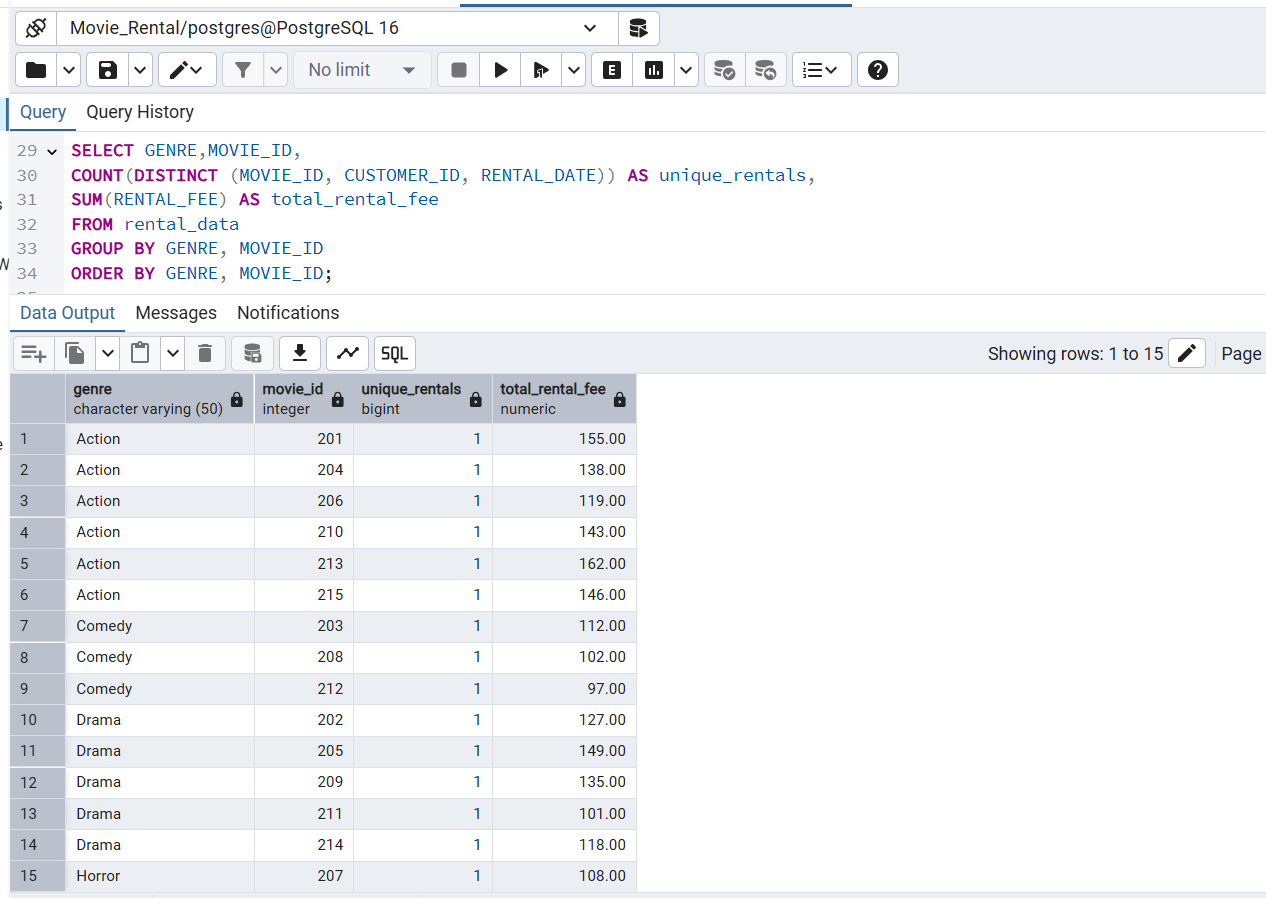 Movie_Rental/postgres@PostgreSQL 16
No limit
E
Query Query History
29 SELECT GENRE,MOVIE_ID,
30 COUNT(DISTINCT (MOVIE_ID, CUSTOMER_ID, RENTAL_DATE)) AS unique_rentals,
31 SUM(RENTAL_FEE) AS total_rental_fee
32 FROM rental_data
33 GROUP BY GENRE, MOVIE_ID
34 ORDER BY GENRE, MOVIE_ID;
Data Output Messages Notifications
SQL Showing rows: 1 to 15 Page
genre movie_id unique_rentals total_rental_fee
character varying (50) integer bigint numeric
1 Action 201 1 155.00
2 Action 204 1 138.00
3 Action 206 1 119.00
4 Action 210 1 143.00
5 Action 213 1 162.00
6 Action 215 1 146.00
7 Comedy 203 1 112.00
8 Comedy 208 1 102.00
9 Comedy 212 1 97.00
10 Drama 202 1 127.00
11 Drama 205 1 149.00
12 Drama 209 1 135.00
13 Drama 211 1 101.00
14 Drama 214 1 118.00
15 Horror 207 1 108.00